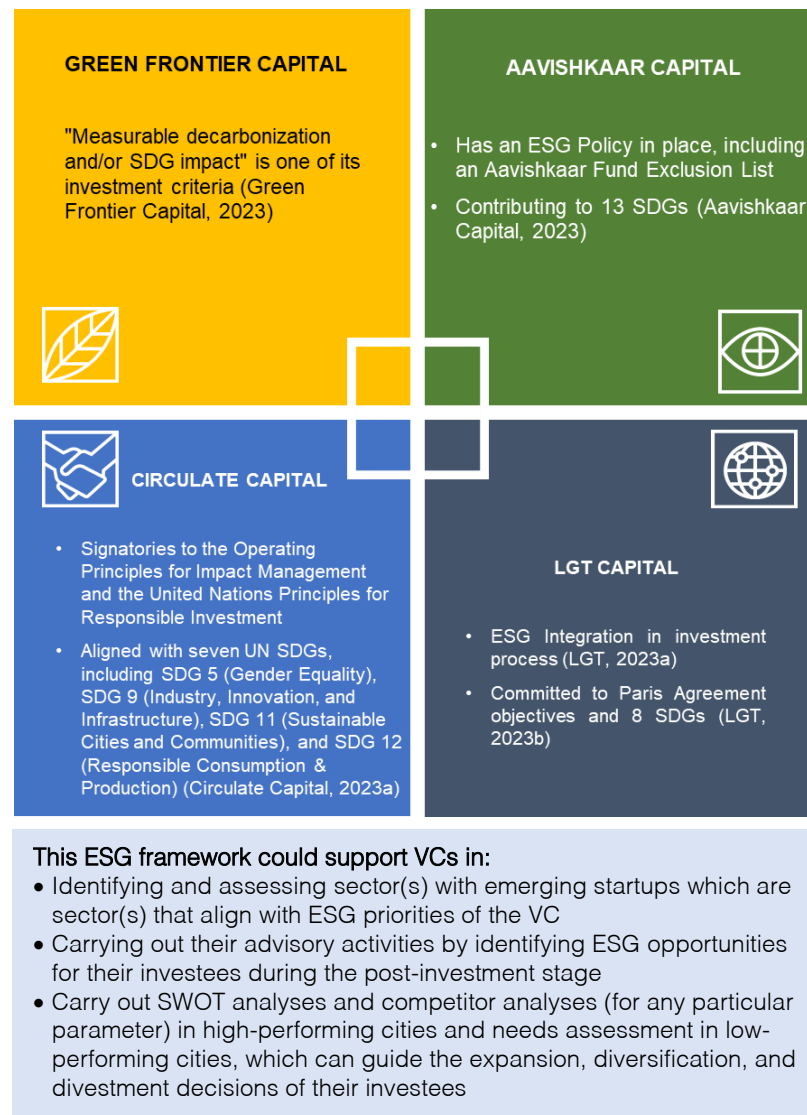 GREEN FRONTIER CAPITAL
"Measurable decarbonization
and/or SDG impact" is one of its
investment criteria (Green
Frontier Capital, 2023)
AAVISHKAAR CAPITAL
• Has an ESG Policy in place, including
an Aavishkaar Fund Exclusion List
• Contributing to 13 SDGs (Aavishkaar
Capital, 2023)
CIRCULATE CAPITAL
• Signatories to the Operating
Principles for Impact Management
and the United Nations Principles for
Responsible Investment
• Aligned with seven UN SDGs,
including SDG 5 (Gender Equality),
SDG 9 (Industry, Innovation, and
Infrastructure), SDG 11 (Sustainable
Cities and Communities), and SDG 12
(Responsible Consumption &
Production) (Circulate Capital, 2023a)
LGT CAPITAL
• ESG Integration in investment
process (LGT, 2023a)
• Committed to Paris Agreement
objectives and 8 SDGs (LGT,
2023b)
This ESG framework could support VCs in:
• Identifying and assessing sector(s) with emerging startups which are
sector(s) that align with ESG priorities of the VC
• Carrying out their advisory activities by identifying ESG opportunities
for their investees during the post-investment stage
• Carry out SWOT analyses and competitor analyses (for any particular
parameter) in high-performing cities and needs assessment in low-
performing cities, which can guide the expansion, diversification, and
divestment decisions of their investees